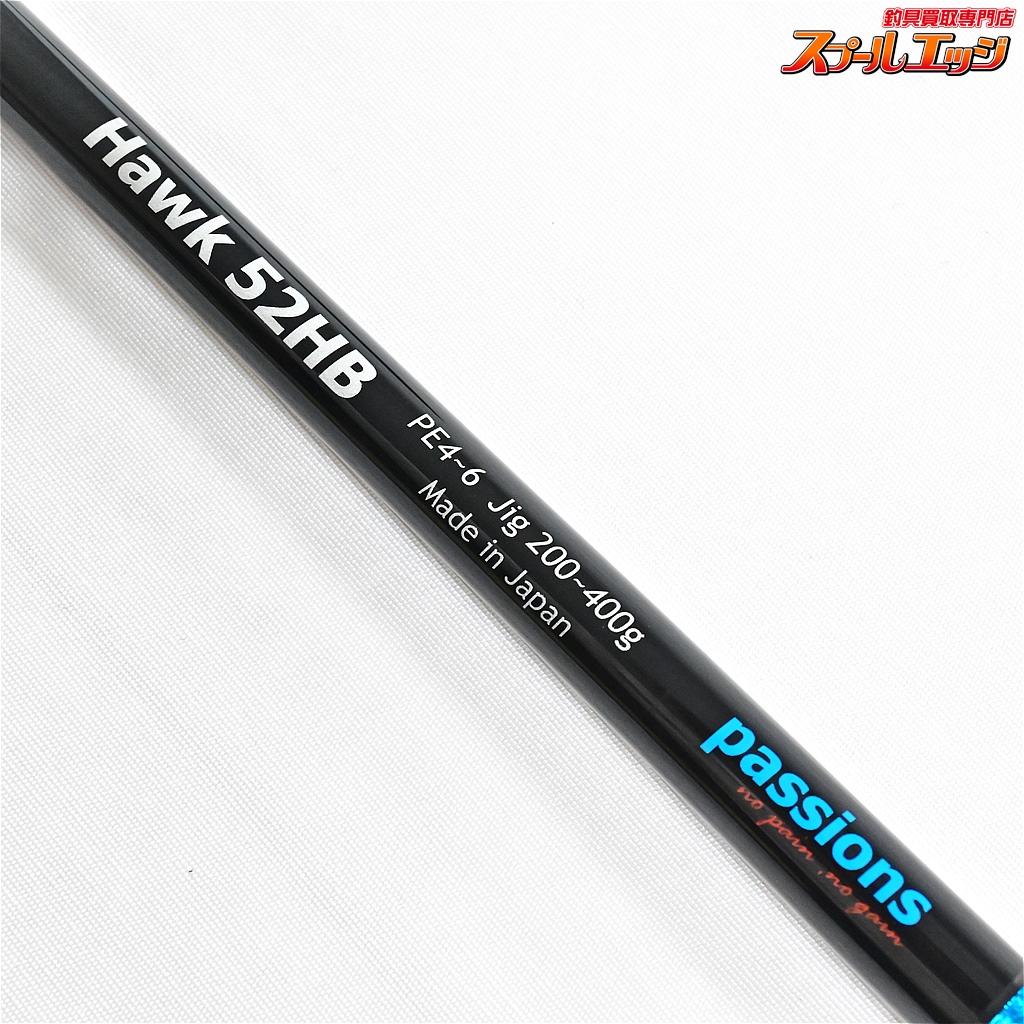 釣具買取専門店
スプールエッジ
Hawk 52HB
PE4~6 Jig 200~400g
Made in Japan
passions
no pain, no gain